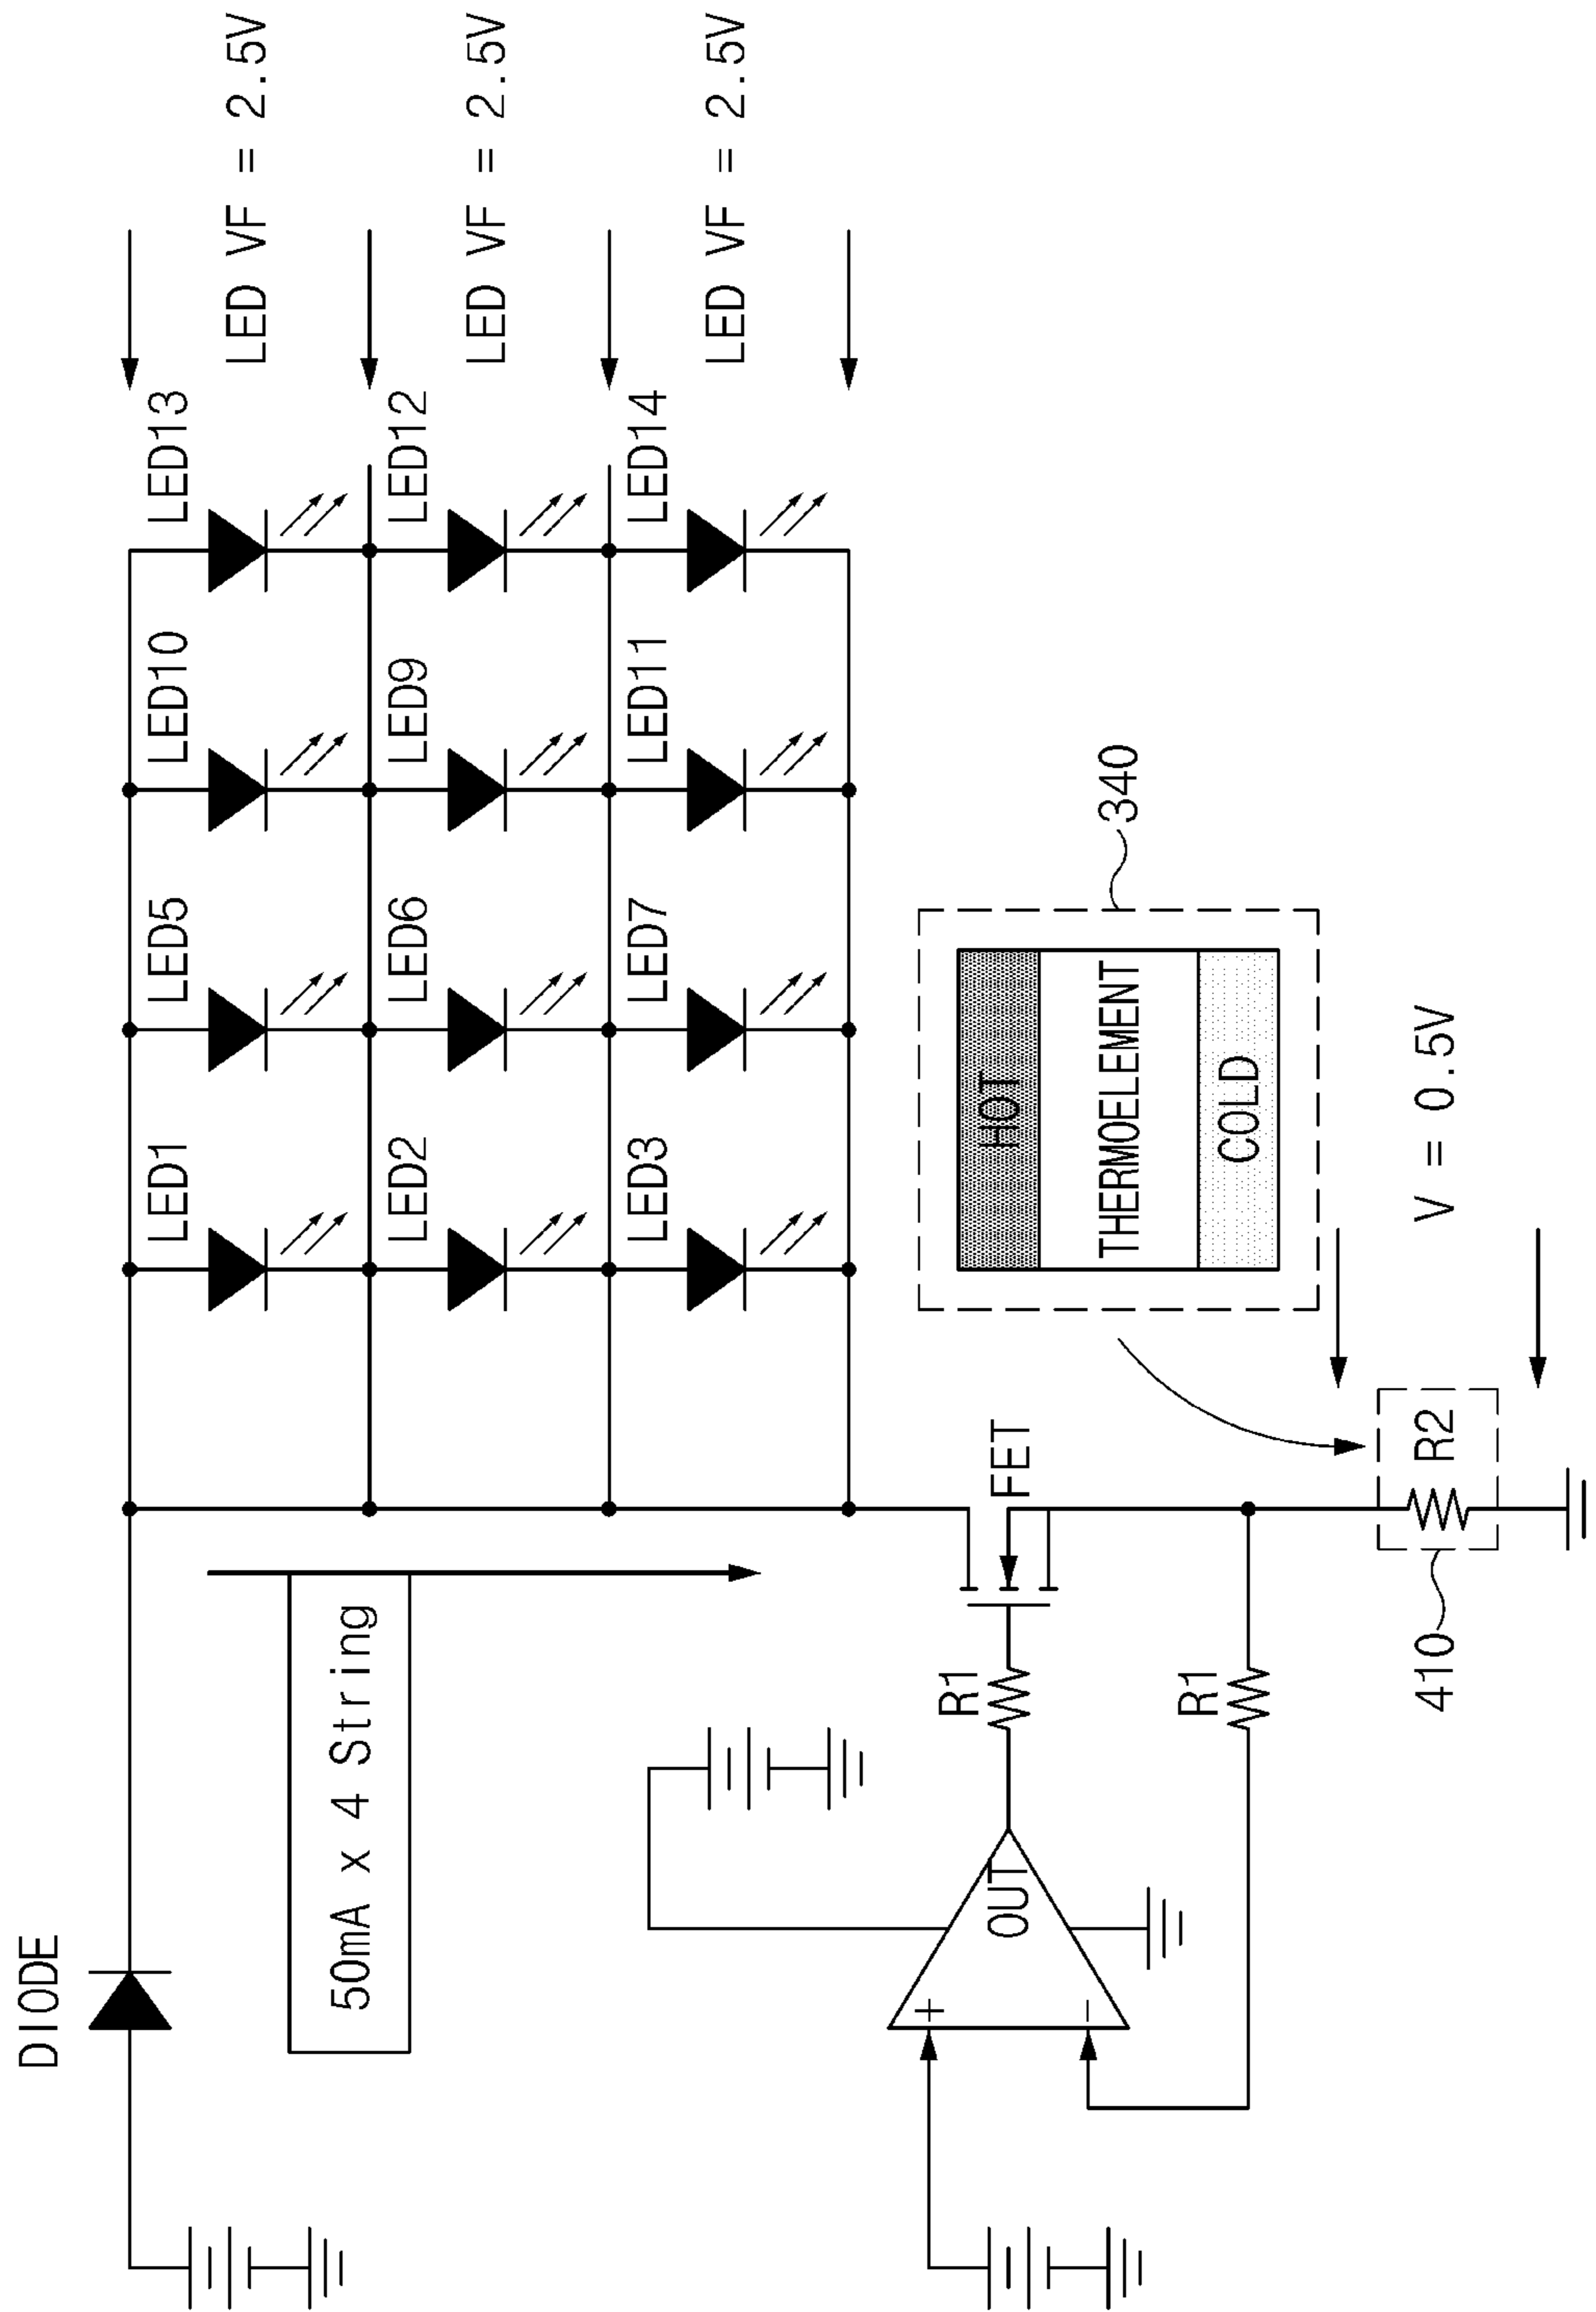 DIODE
50mA x 4 String
LED1
LED5
LED10
LED13
LED VF = 2.5V
LED2
LED6
LED9
LED12
LED VF = 2.5V
LED3
LED7
LED11
LED14
LED VF = 2.5V
+
−
OUT
R1
FET
R1
HOT
THERMOELEMENT
COLD
340
410
R2
V = 0.5V